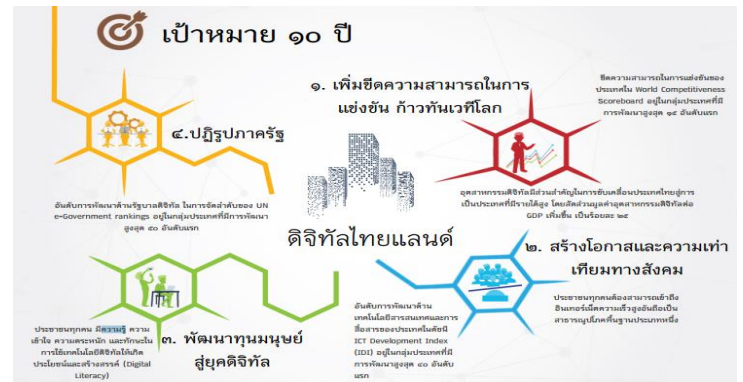 เป้าหมาย ๑๐ ปี
๑. เพิ่มขีดความสามารถในการ
แข่งขัน ก้าวทันเวทีโลก
ขีดความสามารถในการแข่งขันของ
ประเทศใน World Competitiveness
Scoreboard อยู่ในกลุ่มประเทศที่มี
การพัฒนาสูงสุด ๑๕ อันดับแรก
อุตสาหกรรมดิจิทัลมีส่วนสำคัญในการขับเคลื่อนประเทศไทยสู่การ
เป็นประเทศที่มีรายได้สูง โดยสัดส่วนมูลค่าอุตสาหกรรมดิจิทัลต่อ
GDP เพิ่มขึ้น เป็นร้อยละ ๒๕
๔.ปฏิรูปภาครัฐ
อันดับการพัฒนาด้านรัฐบาลดิจิทัล ในการจัดลำดับของ UN
e-Government rankings อยู่ในกลุ่มประเทศที่มีการพัฒนา
สูงสุด ๕๐ อันดับแรก
ดิจิทัลไทยแลนด์
๒. สร้างโอกาสและความเท่า
เทียมทางสังคม
ประชาชนทุกคนต้องสามารถเข้าถึง
อินเทอร์เน็ตความเร็วสูงอันถือเป็น
สาธารณูปโภคพื้นฐานประเภทหนึ่ง
อันดับการพัฒนาด้าน
เทคโนโลยีสารสนเทศและการ
สื่อสารของประเทศในดัชนี
ICT Development Index
(IDI) อยู่ในกลุ่มประเทศที่มี
การพัฒนาสูงสุด ๔๐ อันดับ
แรก
๓. พัฒนาทุนมนุษย์
สู่ยุคดิจิทัล
ประชาชนทุกคน มีความรู้ ความ
เข้าใจ ความตระหนัก และทักษะใน
การใช้เทคโนโลยีดิจิทัลให้เกิด
ประโยชน์และสร้างสรรค์ (Digital
Literacy)